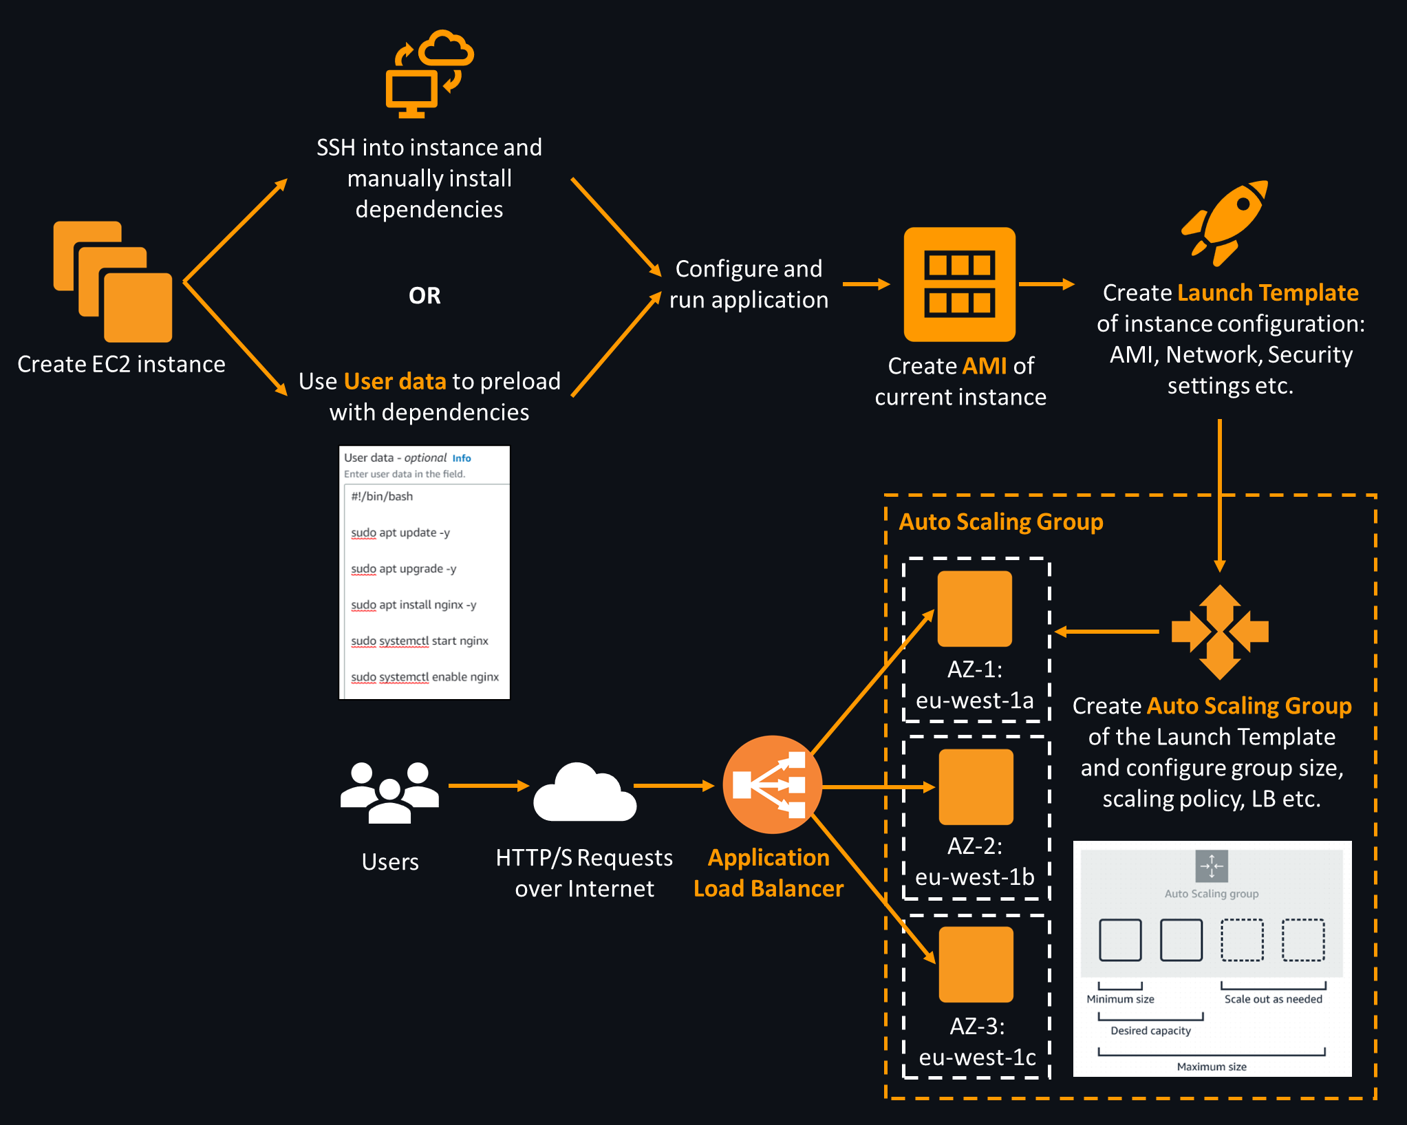 SSH into instance and
manually install
dependencies
OR
Create EC2 instance
Use User data to preload
with dependencies
User data - optional Info
Enter user data in the field.
#!/bin/bash
sudo apt update -y
sudo apt upgrade -y
sudo apt install nginx -y
sudo systemctl start nginx
sudo systemctl enable nginx
Configure and
run application
Create AMI of
current instance
Create Launch Template
of instance configuration:
AMI, Network, Security
settings etc.
Auto Scaling Group
AZ-1:
eu-west-1a
AZ-2:
eu-west-1b
AZ-3:
eu-west-1c
Create Auto Scaling Group
of the Launch Template
and configure group size,
scaling policy, LB etc.
Auto Scaling group
Minimum size
Scale out as needed
Desired capacity
Maximum size
Users
HTTP/S Requests
over Internet
Application
Load Balancer